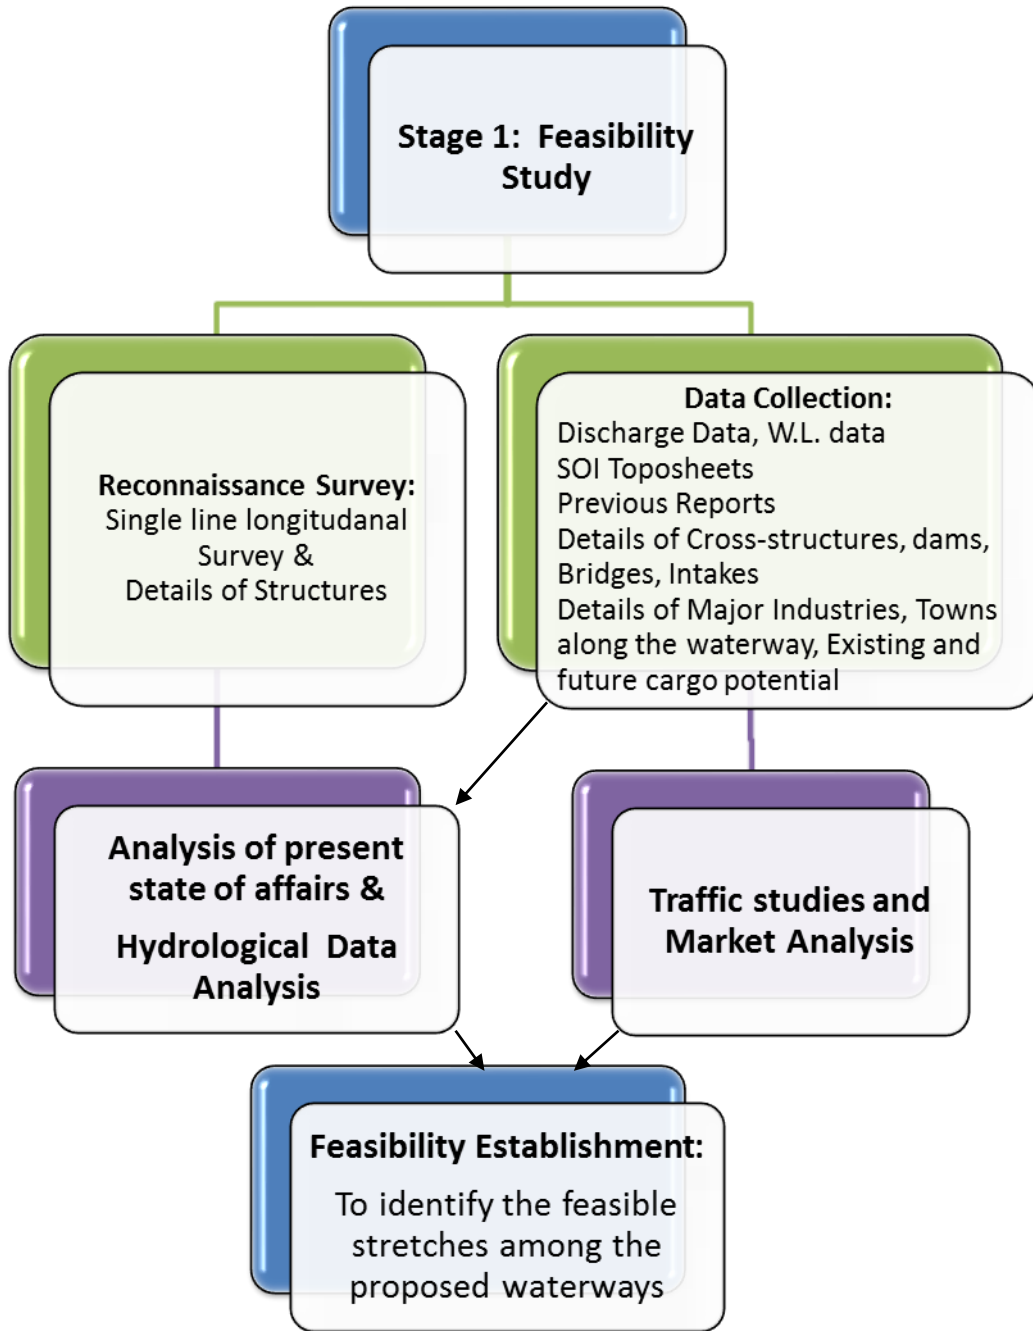 Stage 1: Feasibility
Study
Reconnaissance Survey:
Single line longitudanal
Survey &
Details of Structures
Data Collection:
Discharge Data, W.L. data
SOI Toposheets
Previous Reports
Details of Cross-structures, dams,
Bridges, Intakes
Details of Major Industries, Towns
along the waterway, Existing and
future cargo potential
Analysis of present
state of affairs &
Hydrological Data
Analysis
Traffic studies and
Market Analysis
Feasibility Establishment:
To identify the feasible
stretches among the
proposed waterways